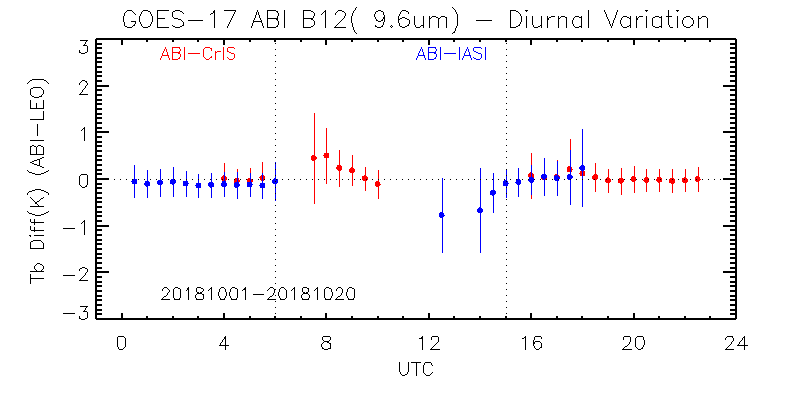 GOES-17 ABI B12( 9.6um) - Diurnal Variation
ABI-CrIS
ABI-IASI
Tb Diff(K) (ABI-LEO)
3
2
1
0
-1
-2
-3
20181001-20181020
0 4 8 12 16 20 24
UTC